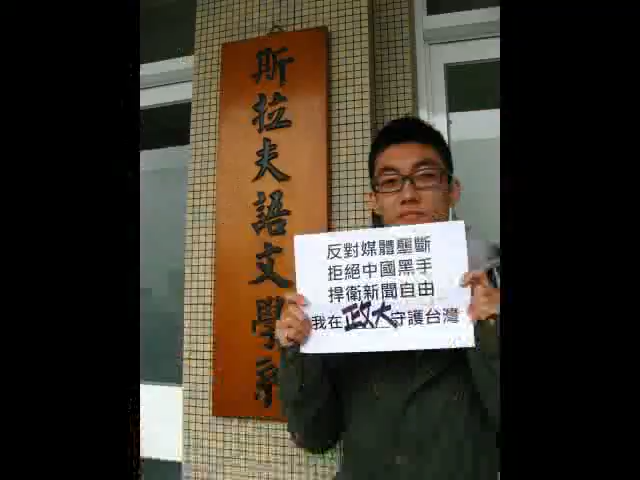 斯拉夫語文學系
反對媒體壟斷
拒絕中國黑手
捍衛新聞自由
我在政大守護台灣